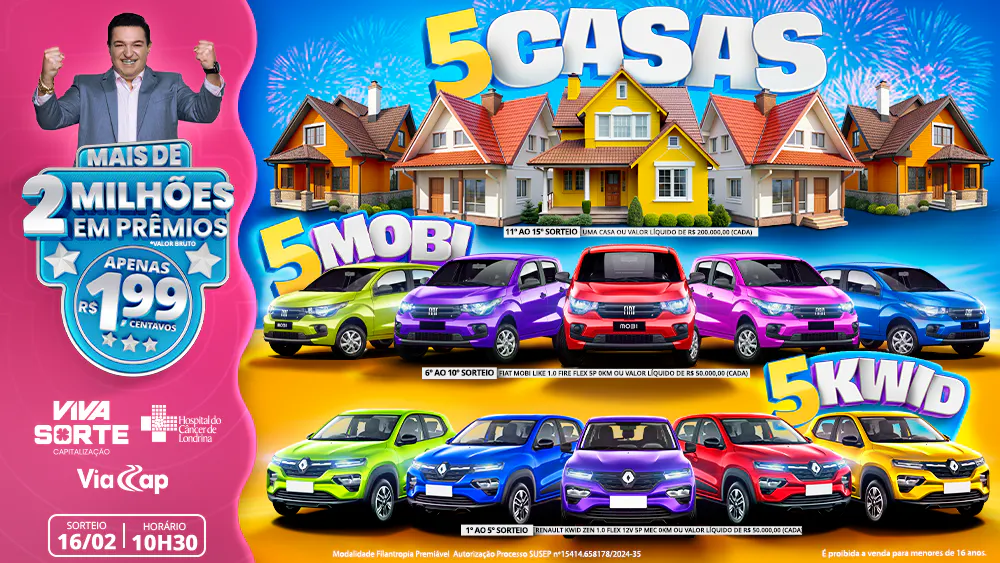 MAIS DE
2 MILHÕES
EM PRÊMIOS
*VALOR BRUTO
APENAS
R$ 1,99
CENTAVOS
VIVA
SORTE
CAPITALIZAÇÃO
Hospital do
Câncer de
Londrina
ViaCap
SORTEIO
16/02
HORÁRIO
10H30
5 CASAS
11º AO 15º SORTEIO UMA CASA OU VALOR LÍQUIDO DE R$ 200.000,00 (CADA)
5 MOBI
FIAT
FIAT
FIAT
FIAT
MOBI
MOBI
6º AO 10º SORTEIO FIAT MOBI LIKE 1.0 FIRE FLEX 5P 0KM OU VALOR LÍQUIDO DE R$ 50.000,00 (CADA)
5 KWID
1º AO 5º SORTEIO RENAULT KWID ZEN 1.0 FLEX 12V 5P MEC 0KM OU VALOR LÍQUIDO DE R$ 50.000,00 (CADA)
Modalidade Filantropia Premiável Autorização Processo SUSEP nº15414.658178/2024-35
É proibida a venda para menores de 16 anos.